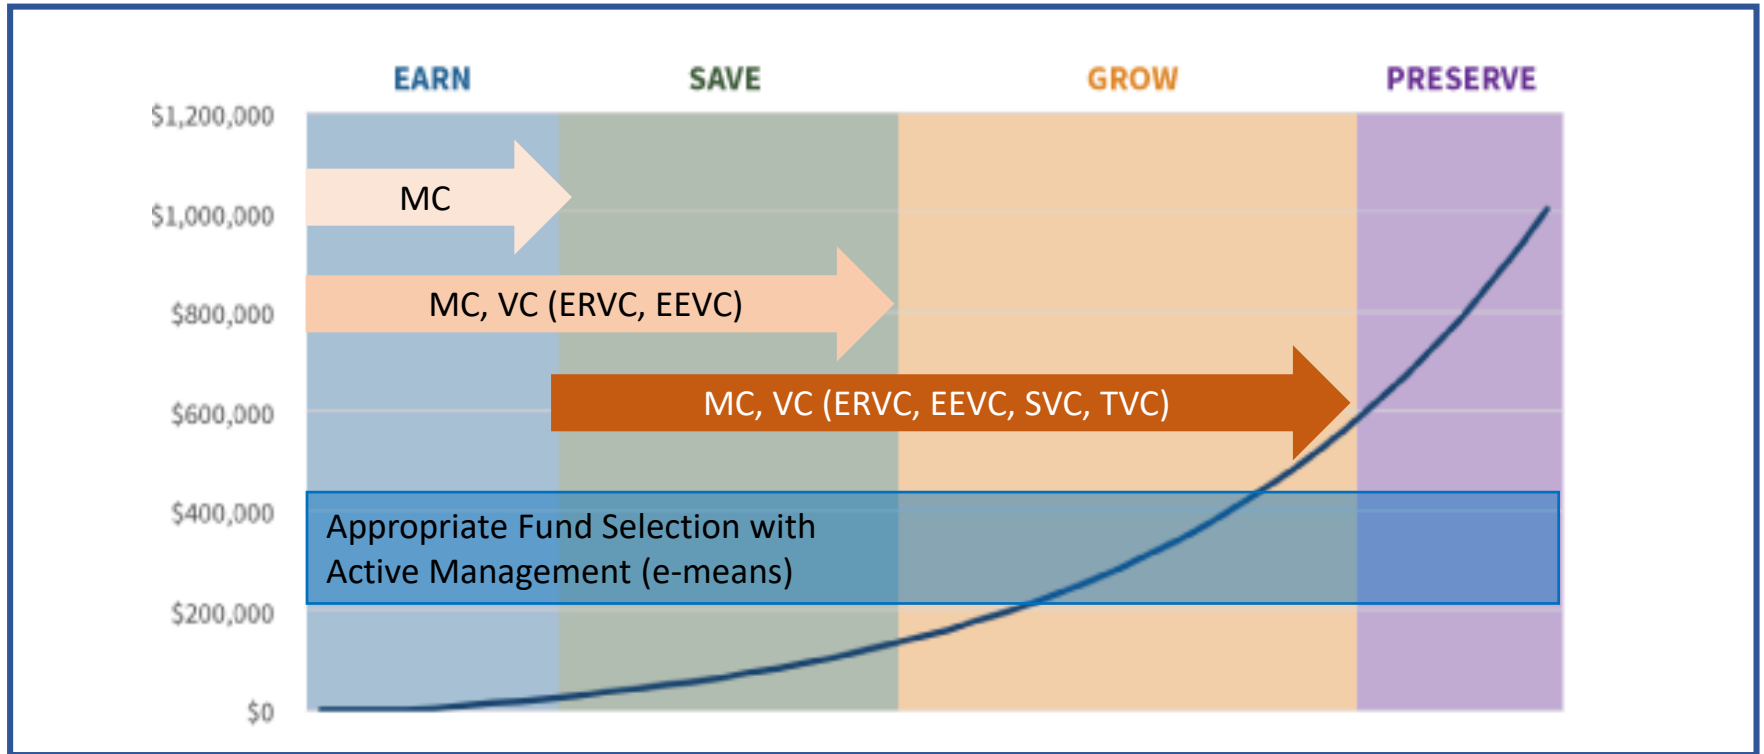 EARN SAVE GROW PRESERVE
$1,200,000
MC
$1,000,000
MC, VC (ERVC, EEVC)
$800,000
MC, VC (ERVC, EEVC, SVC, TVC)
$600,000
$400,000
Appropriate Fund Selection with
Active Management (e-means)
$200,000
$0